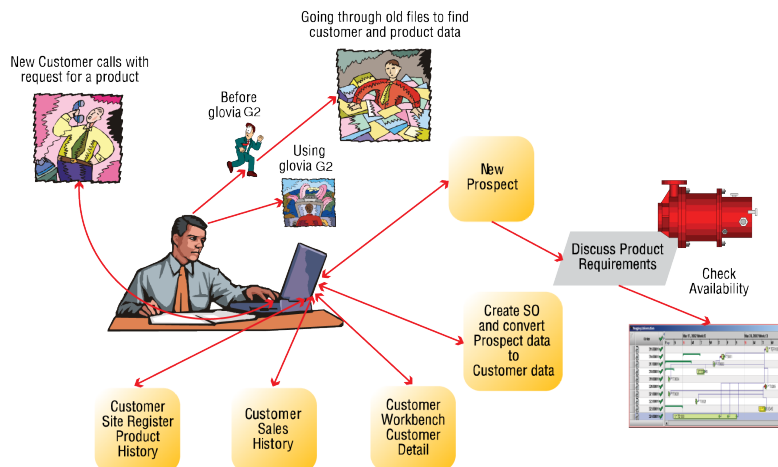 Going through old files to find
customer and product data
New Customer calls with
request for a product
Before
glovia G2
Using
glovia G2
New
Prospect
Discuss Product
Requirements
Check
Availability
Create SO
and convert
Prospect data
to
Customer data
Customer
Site Register
Product
History
Customer
Sales
History
Customer
Workbench
Customer
Detail